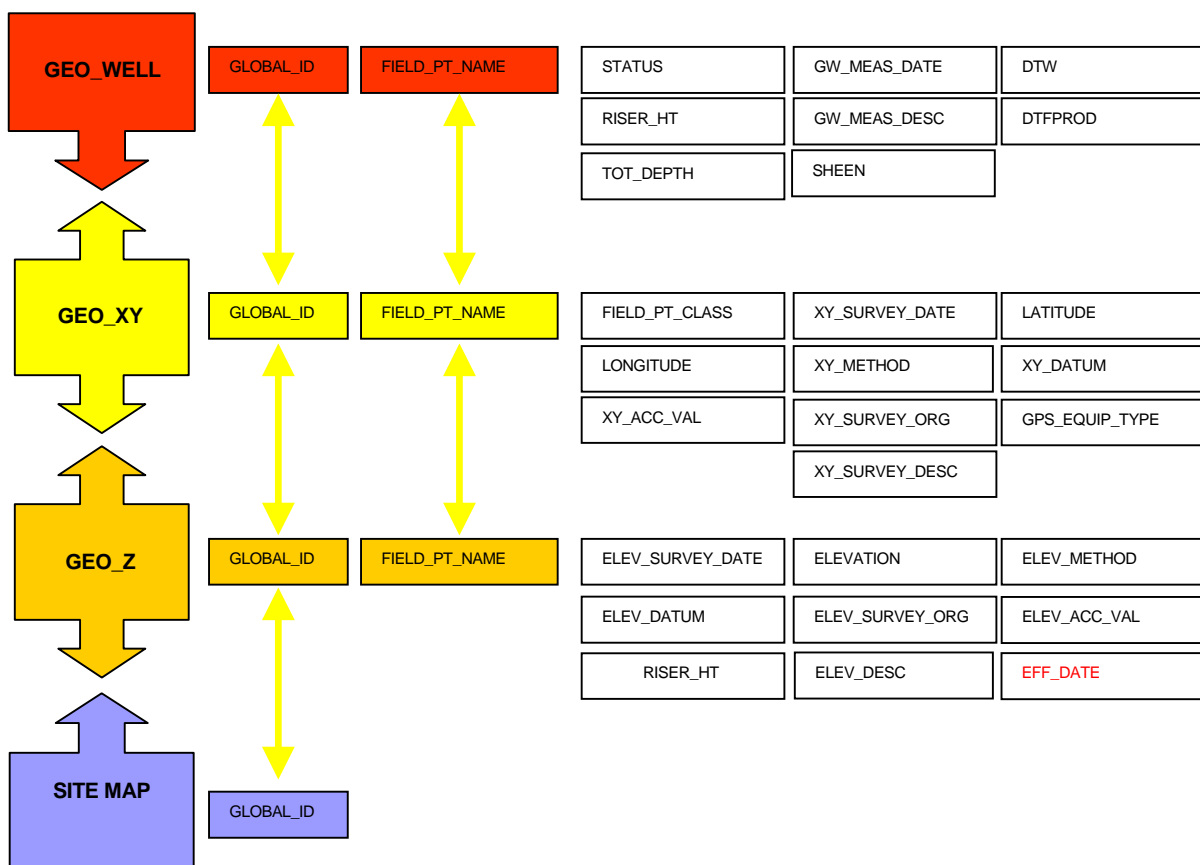 GEO_WELL
GLOBAL_ID
FIELD_PT_NAME
STATUS
GW_MEAS_DATE
DTW
RISER_HT
GW_MEAS_DESC
DTFPROD
TOT_DEPTH
SHEEN
GEO_XY
GLOBAL_ID
FIELD_PT_NAME
FIELD_PT_CLASS
XY_SURVEY_DATE
LATITUDE
LONGITUDE
XY_METHOD
XY_DATUM
XY_ACC_VAL
XY_SURVEY_ORG
GPS_EQUIP_TYPE
XY_SURVEY_DESC
GEO_Z
GLOBAL_ID
FIELD_PT_NAME
ELEV_SURVEY_DATE
ELEVATION
ELEV_METHOD
ELEV_DATUM
ELEV_SURVEY_ORG
ELEV_ACC_VAL
RISER_HT
ELEV_DESC
EFF_DATE
SITE MAP
GLOBAL_ID